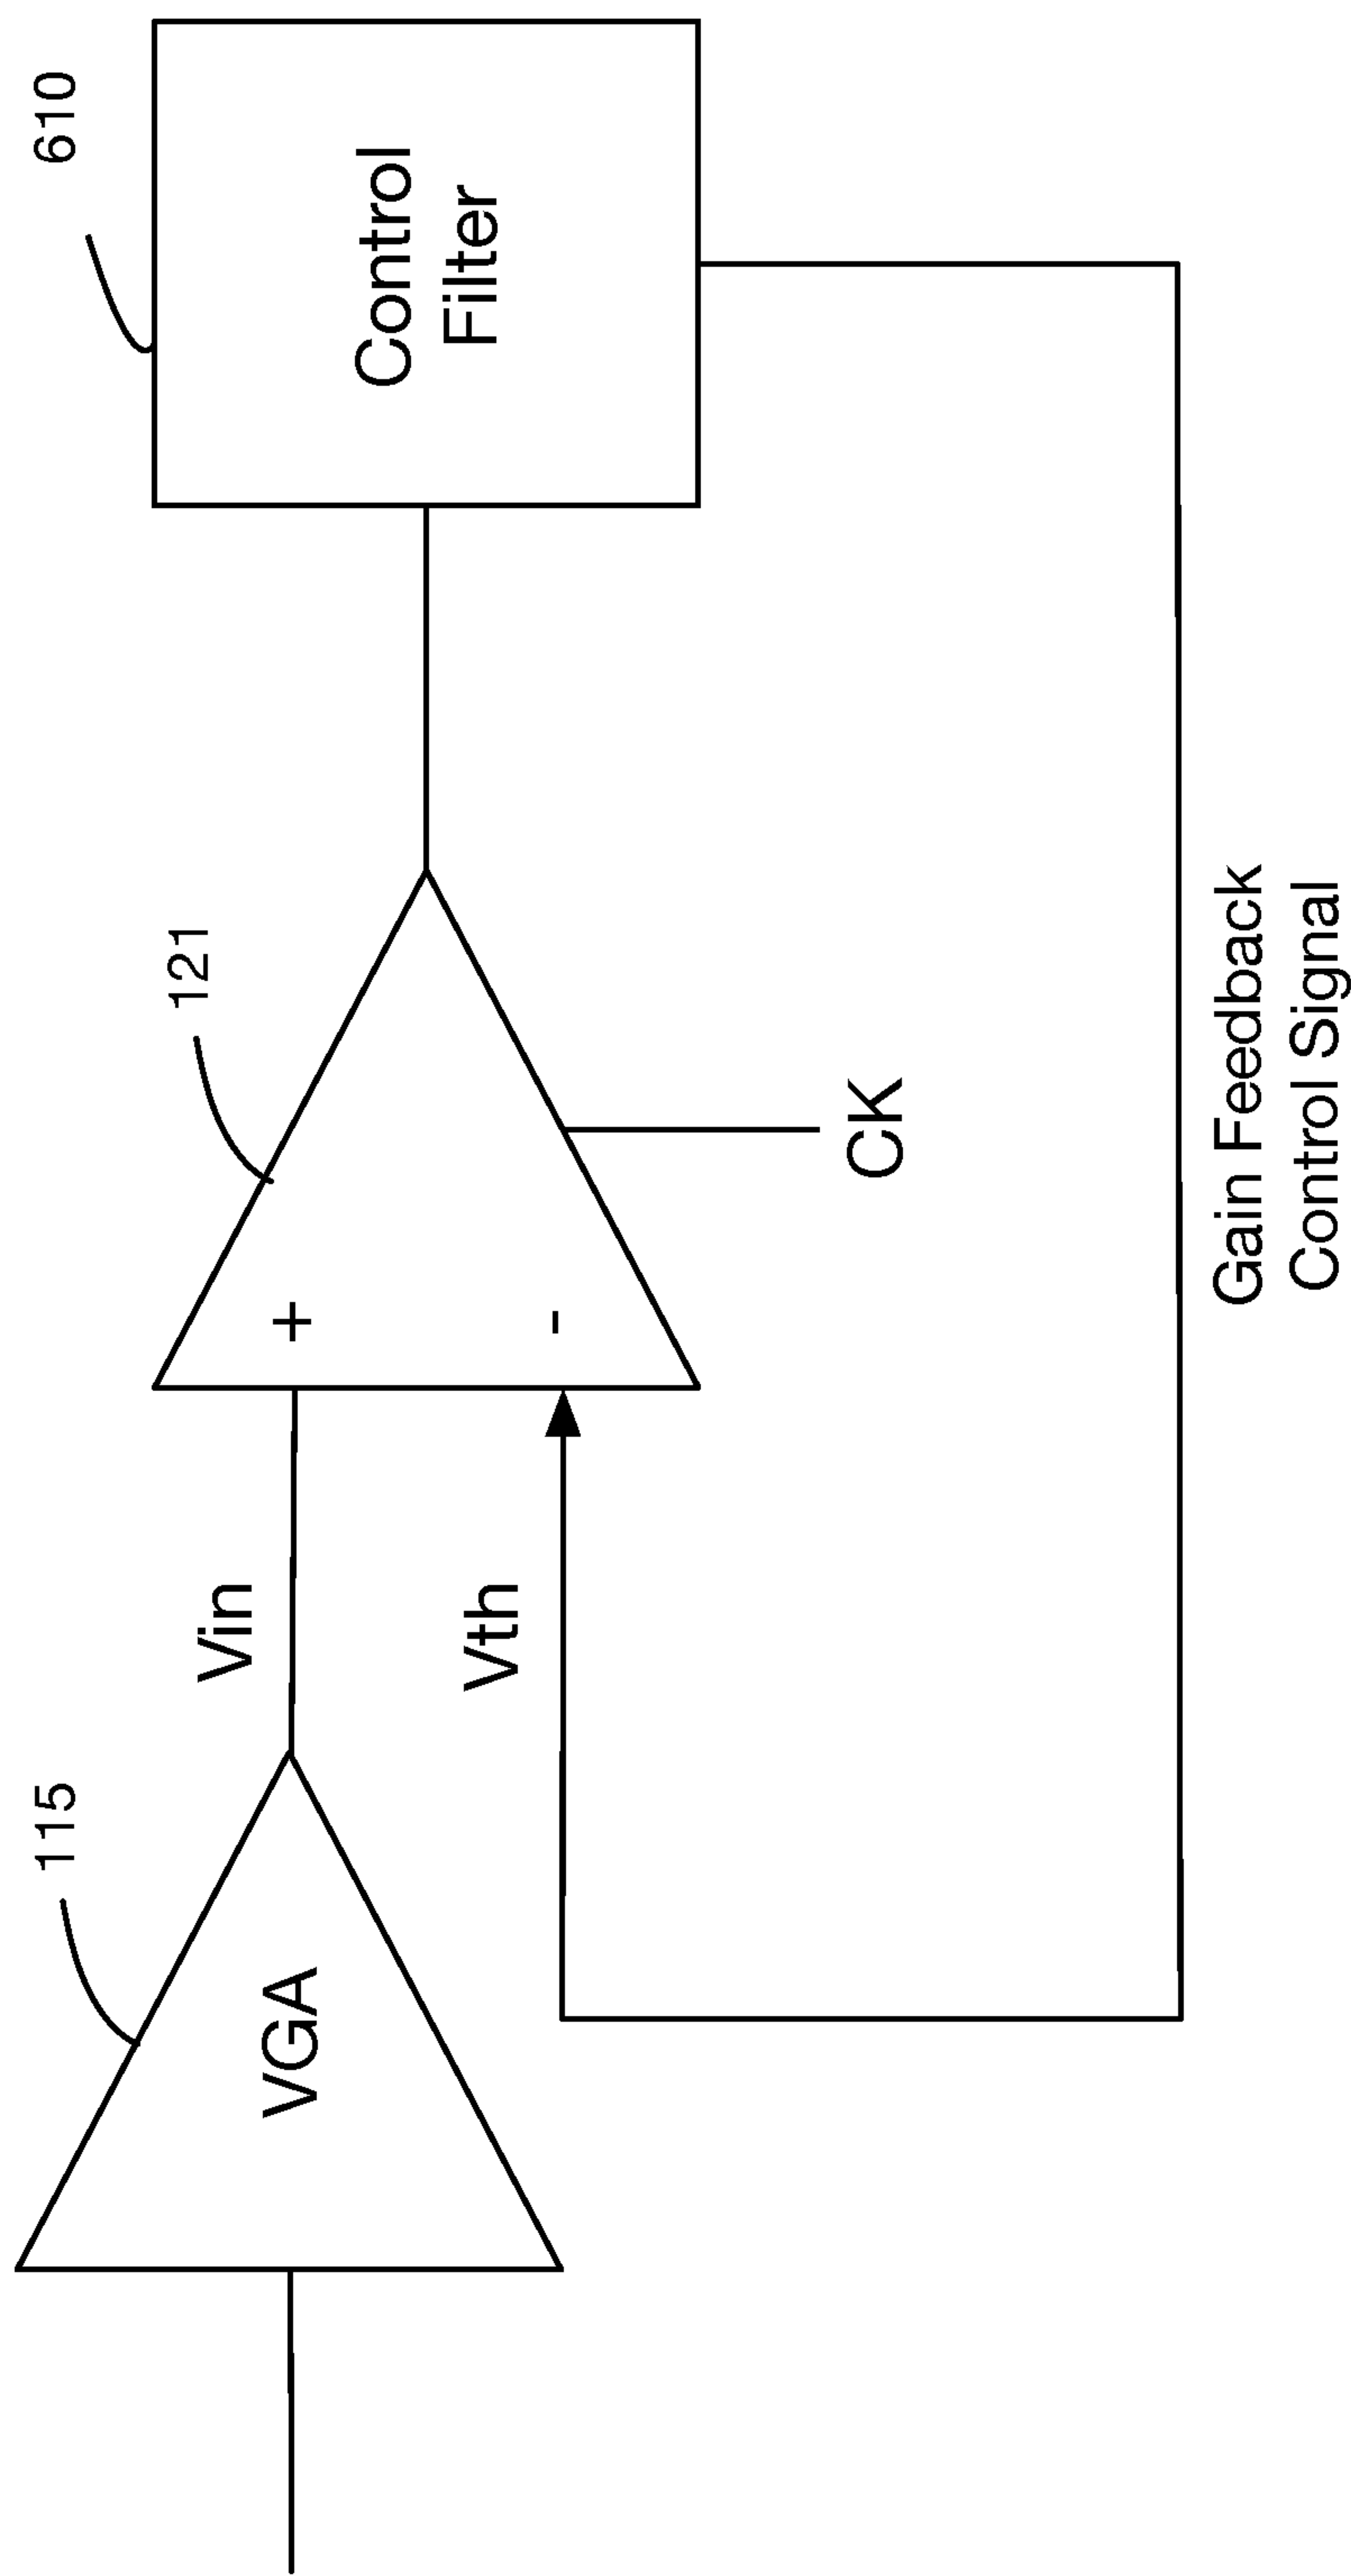 115
VGA
Vin
Vth
121
+
-
CK
610
Control
Filter
Gain Feedback
Control Signal